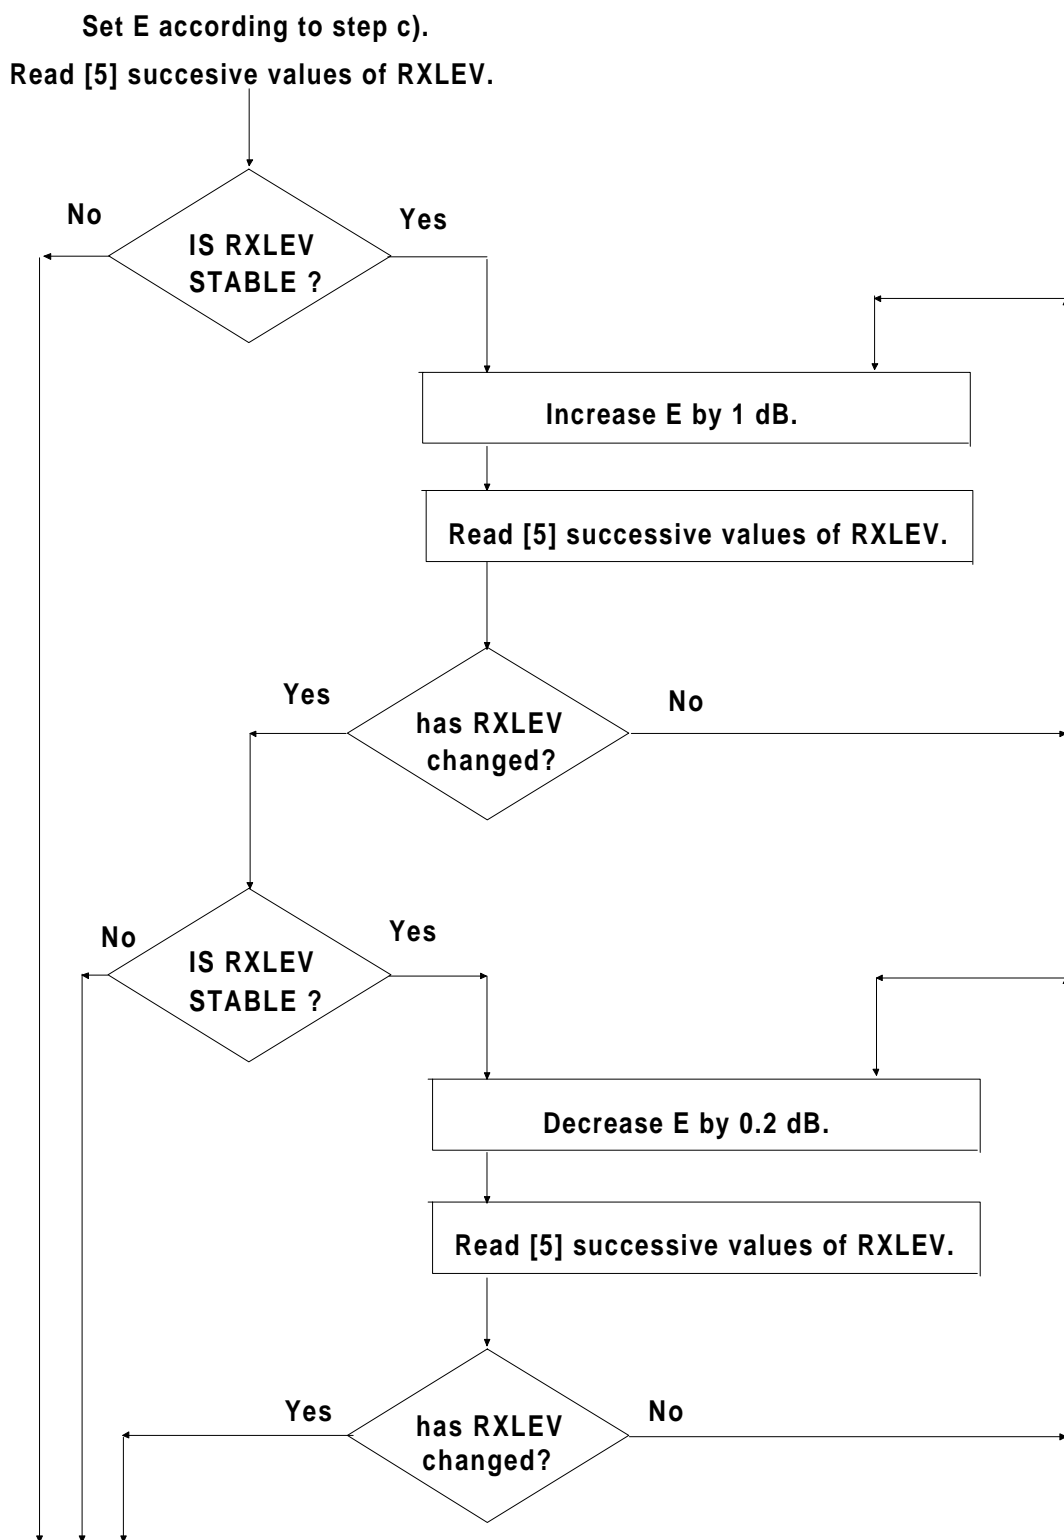 Set E according to step c).
Read [5] succesive values of RXLEV.
No
Yes
IS RXLEV
STABLE ?
Increase E by 1 dB.
Read [5] successive values of RXLEV.
Yes
No
has RXLEV
changed?
No
Yes
IS RXLEV
STABLE ?
Decrease E by 0.2 dB.
Read [5] successive values of RXLEV.
Yes
No
has RXLEV
changed?